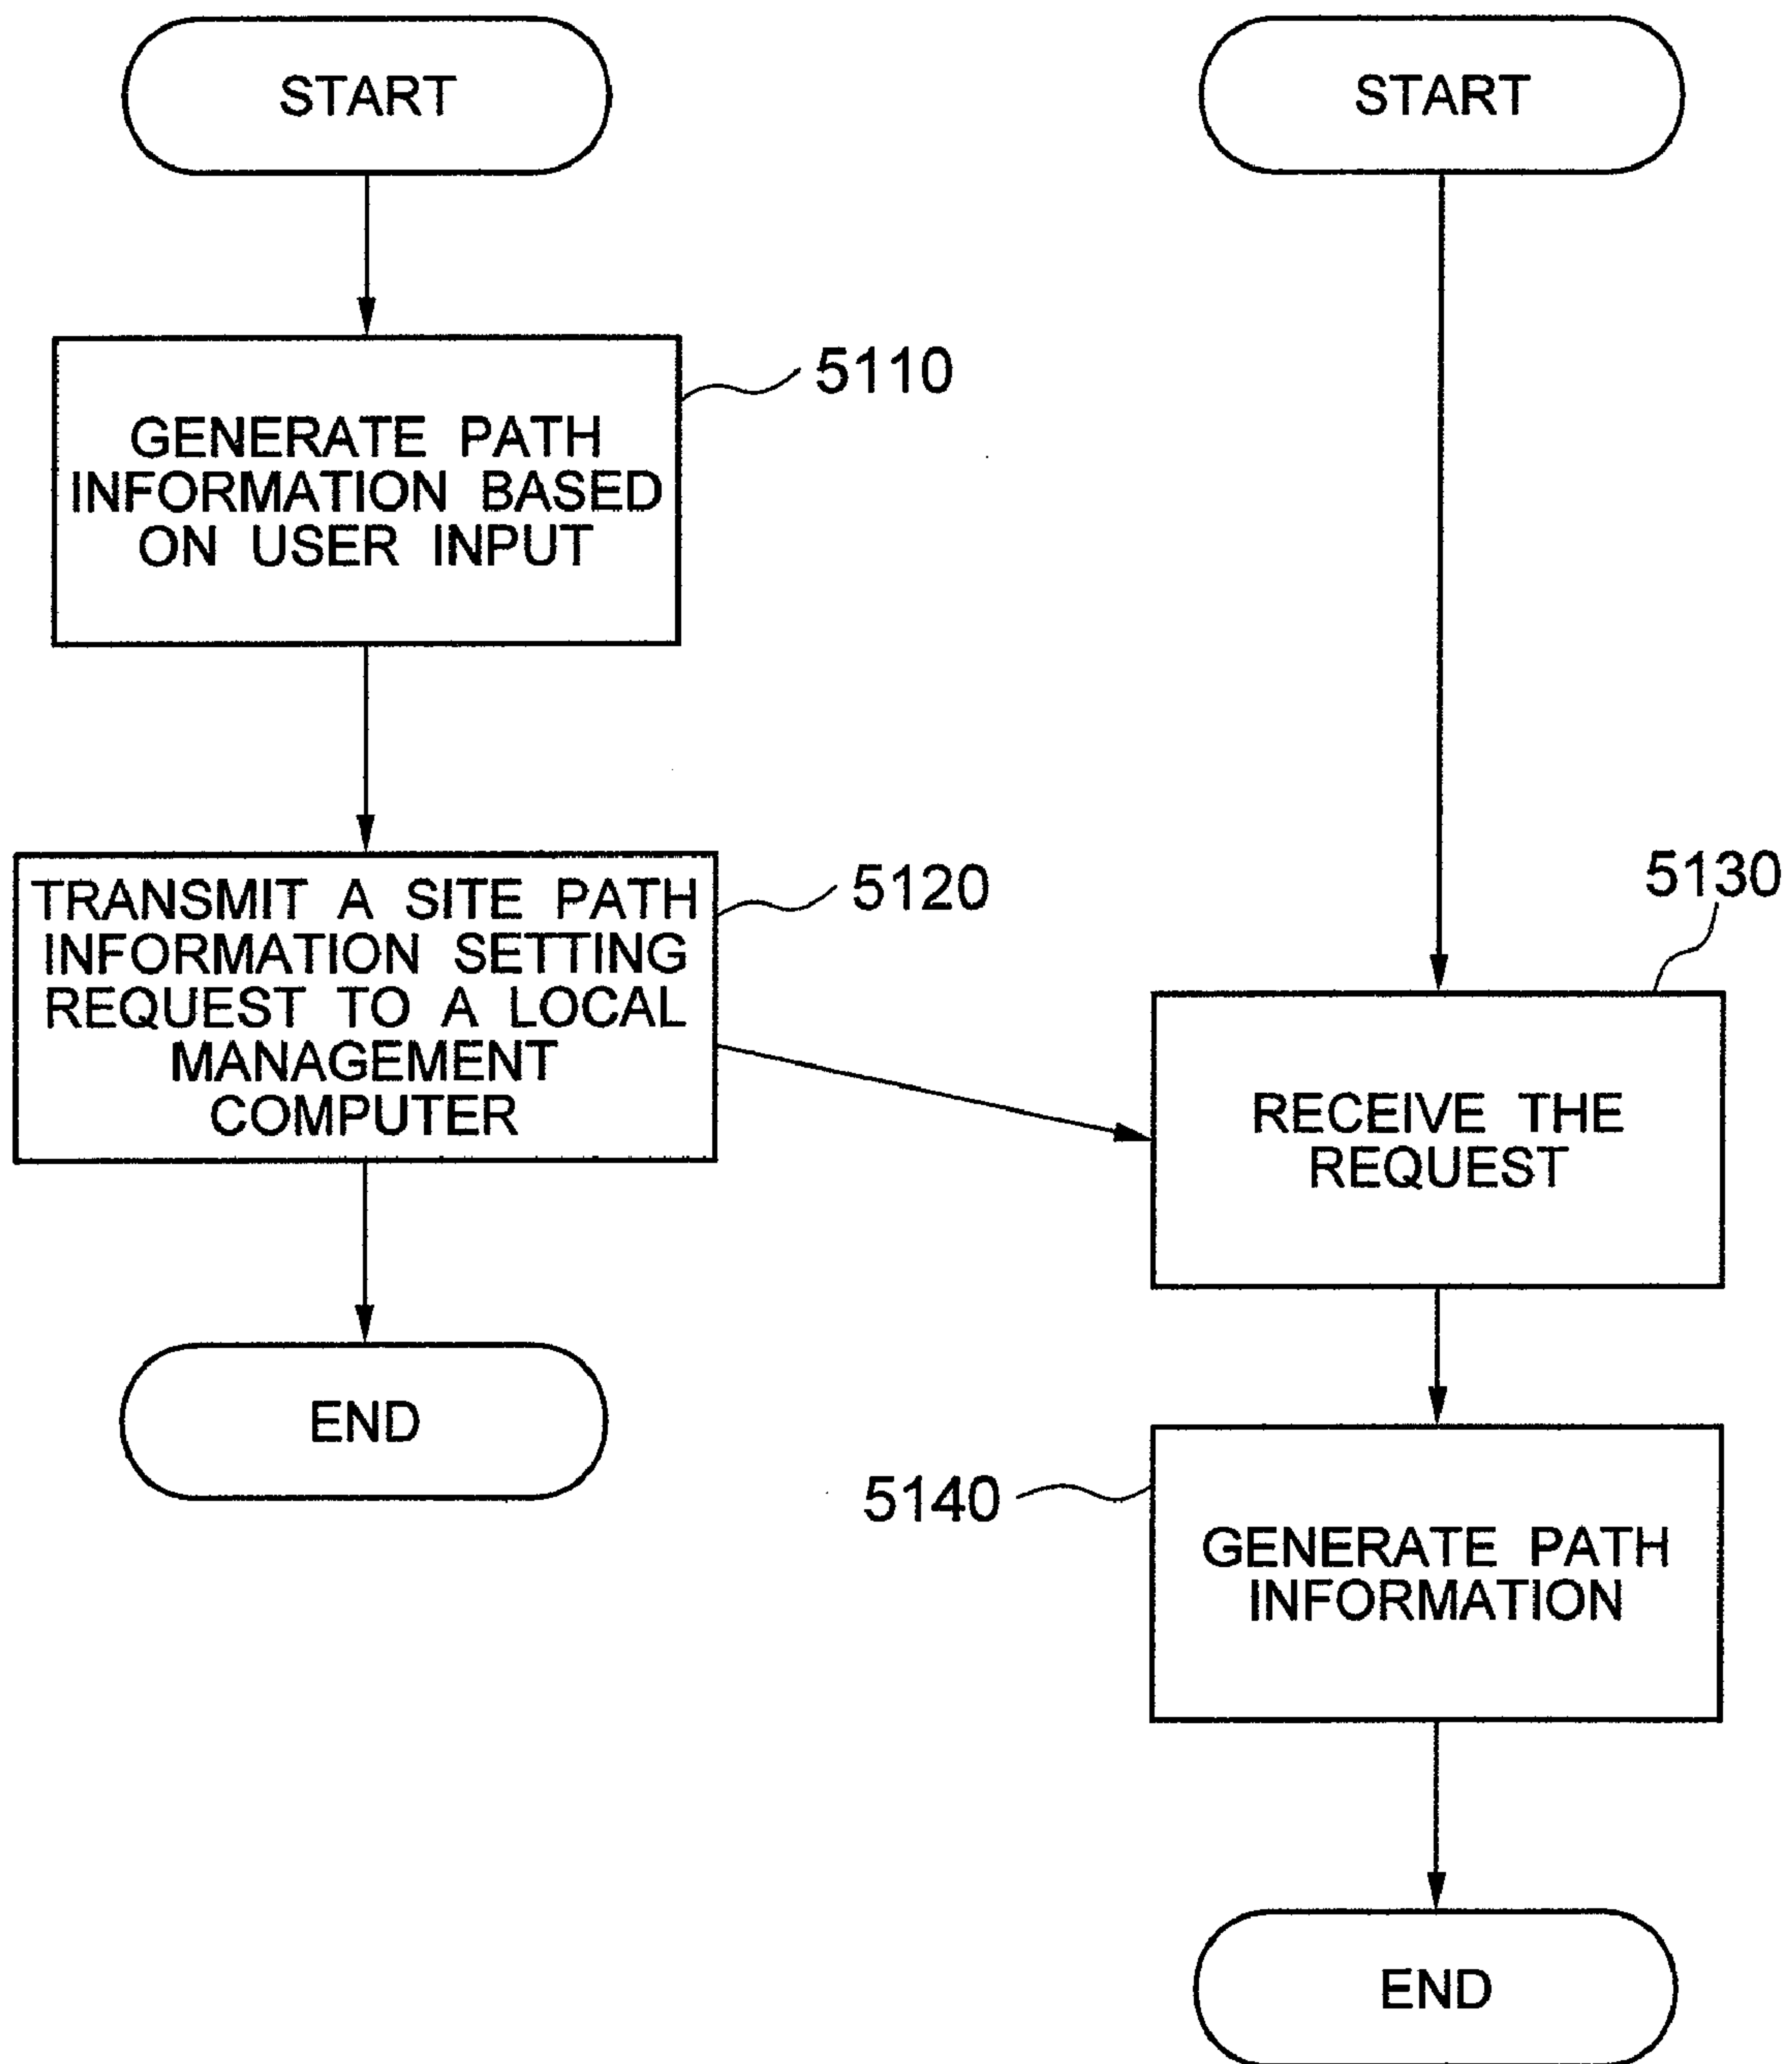 START
GENERATE PATH
INFORMATION BASED
ON USER INPUT
5110
TRANSMIT A SITE PATH
INFORMATION SETTING
REQUEST TO A LOCAL
MANAGEMENT
COMPUTER
5120
END
START
5130
RECEIVE THE
REQUEST
5140
GENERATE PATH
INFORMATION
END